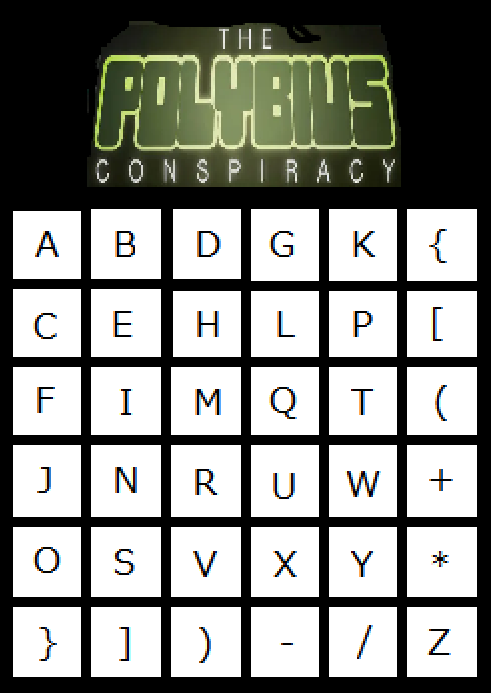 THE
POLYBIUS
CONSPIRACY
A B D G K {
C E H L P [
F I M Q T (
J N R U W +
O S V X Y *
} ] ) - / Z